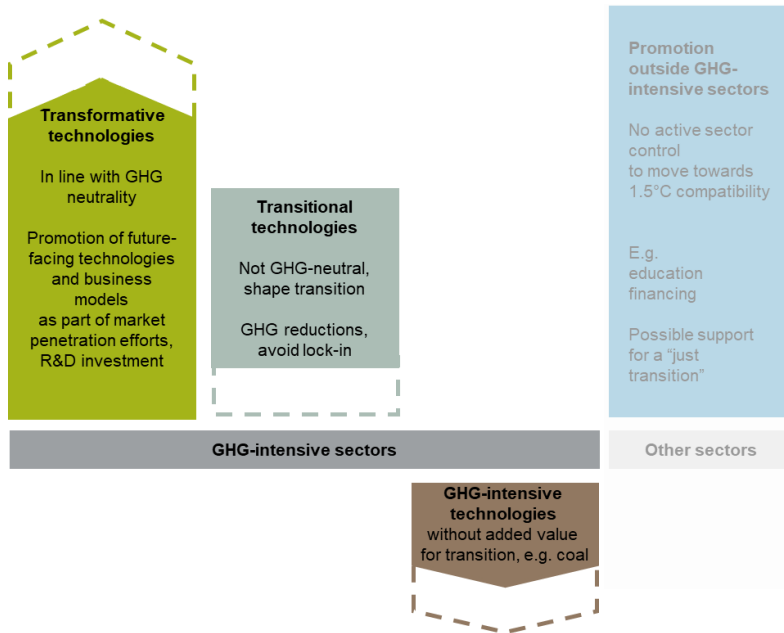 Transformative
technologies
In line with GHG
neutrality
Promotion of future-
facing technologies
and business
models
as part of market
penetration efforts,
R&D investment
Transitional
technologies
Not GHG-neutral,
shape transition
GHG reductions,
avoid lock-in
Promotion
outside GHG-
intensive sectors
No active sector
control
to move towards
1.5°C compatibility
E.g.
education
financing
Possible support
for a “just
transition”
GHG-intensive sectors
Other sectors
GHG-intensive
technologies
without added value
for transition, e.g. coal